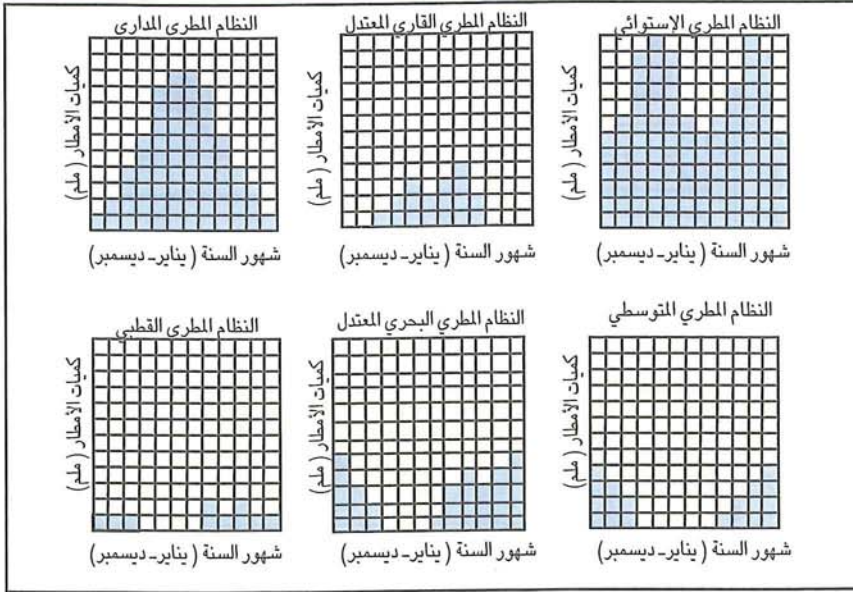 النظام المطري الإستوائي
كميات الأمطار ( ملم)
شهور السنة ( يناير- ديسمبر)
النظام المطري القاري المعتدل
كميات الأمطار ( ملم)
شهور السنة ( يناير- ديسمبر)
النظام المطري المداري
كميات الأمطار ( ملم)
شهور السنة ( يناير- ديسمبر)
النظام المطري المتوسطي
كميات الأمطار ( ملم)
شهور السنة ( يناير- ديسمبر)
النظام المطري البحري المعتدل
كميات الأمطار ( ملم)
شهور السنة ( يناير- ديسمبر)
النظام المطري القطبي
كميات الأمطار ( ملم)
شهور السنة ( يناير- ديسمبر)